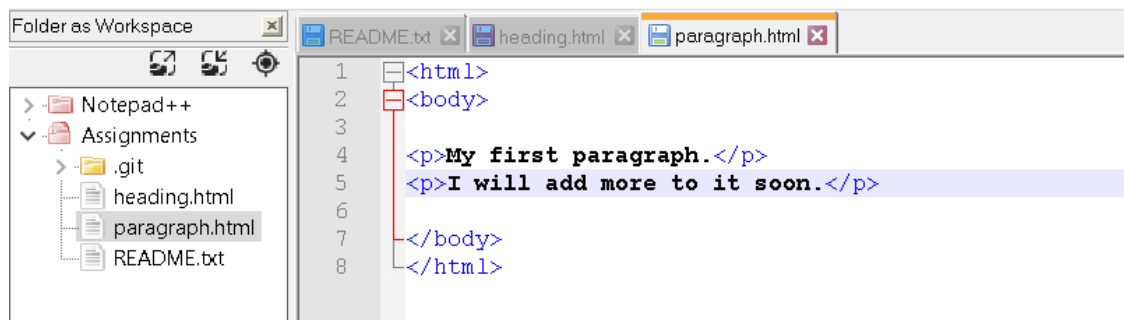 Folder as Workspace
Notepad++
Assignments
.git
heading.html
paragraph.html
README.txt
README.txt heading.html paragraph.html
1 <html>
2 <body>
3
4 <p>My first paragraph.</p>
5 <p>I will add more to it soon.</p>
6
7 </body>
8 </html>